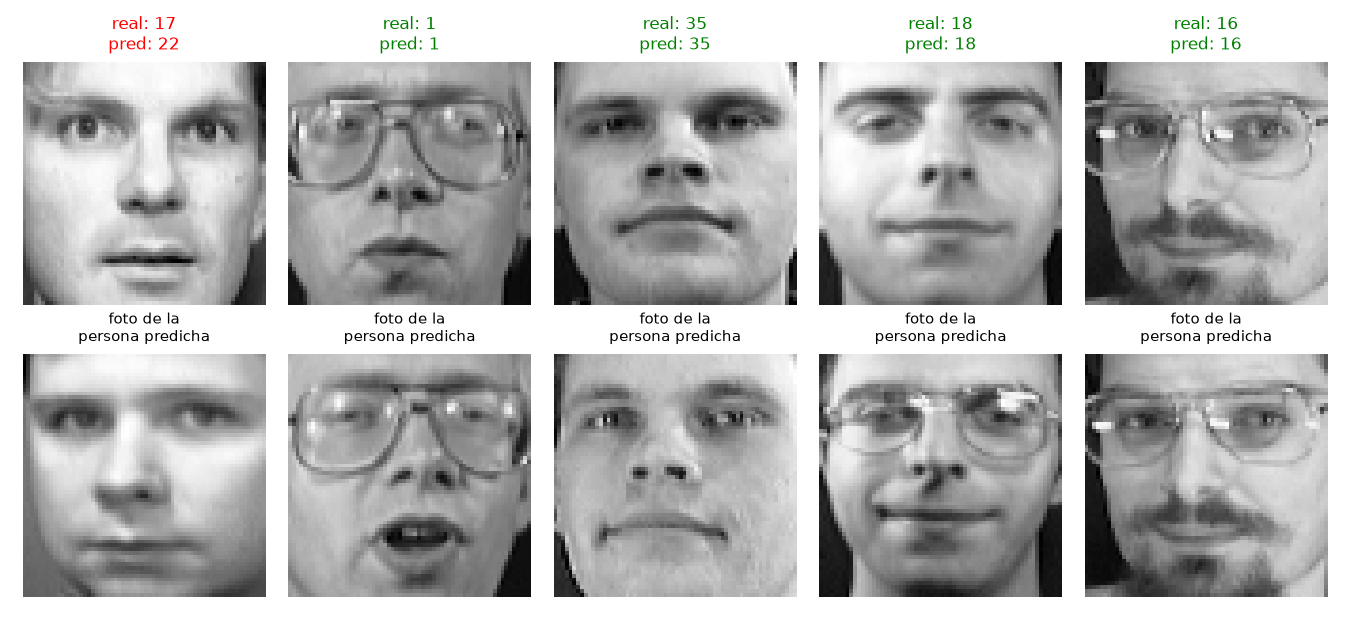 real: 17
pred: 22
real: 1
pred: 1
real: 35
pred: 35
real: 18
pred: 18
real: 16
pred: 16
foto de la
persona predicha
foto de la
persona predicha
foto de la
persona predicha
foto de la
persona predicha
foto de la
persona predicha